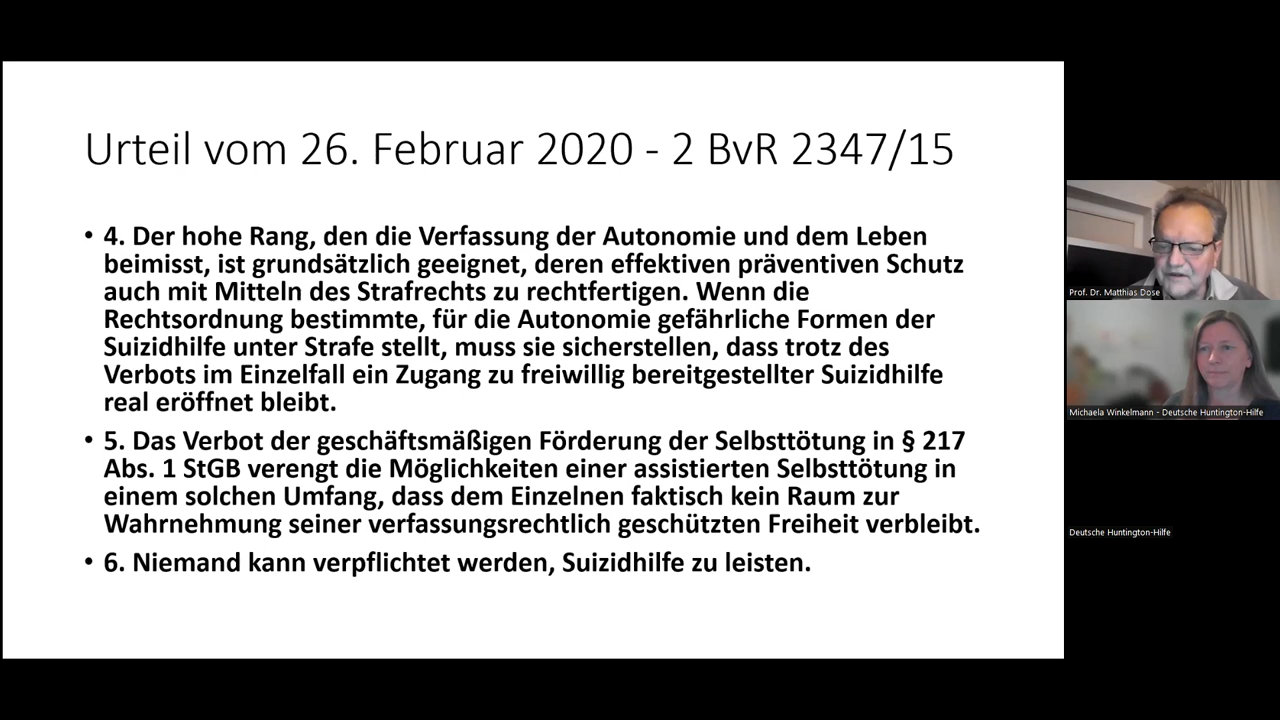 Urteil vom 26. Februar 2020 - 2 BvR 2347/15
• 4. Der hohe Rang, den die Verfassung der Autonomie und dem Leben
beimisst, ist grundsätzlich geeignet, deren effektiven präventiven Schutz
auch mit Mitteln des Strafrechts zu rechtfertigen. Wenn die
Rechtsordnung bestimmte, für die Autonomie gefährliche Formen der
Suizidhilfe unter Strafe stellt, muss sie sicherstellen, dass trotz des
Verbots im Einzelfall ein Zugang zu freiwillig bereitgestellter Suizidhilfe
real eröffnet bleibt.
• 5. Das Verbot der geschäftsmäßigen Förderung der Selbsttötung in § 217
Abs. 1 StGB verengt die Möglichkeiten einer assistierten Selbsttötung in
einem solchen Umfang, dass dem Einzelnen faktisch kein Raum zur
Wahrnehmung seiner verfassungsrechtlich geschützten Freiheit verbleibt.
• 6. Niemand kann verpflichtet werden, Suizidhilfe zu leisten.
Prof. Dr. Matthias Dose
Michaela Winkelmann - Deutsche Huntington-Hilfe
Deutsche Huntington-Hilfe